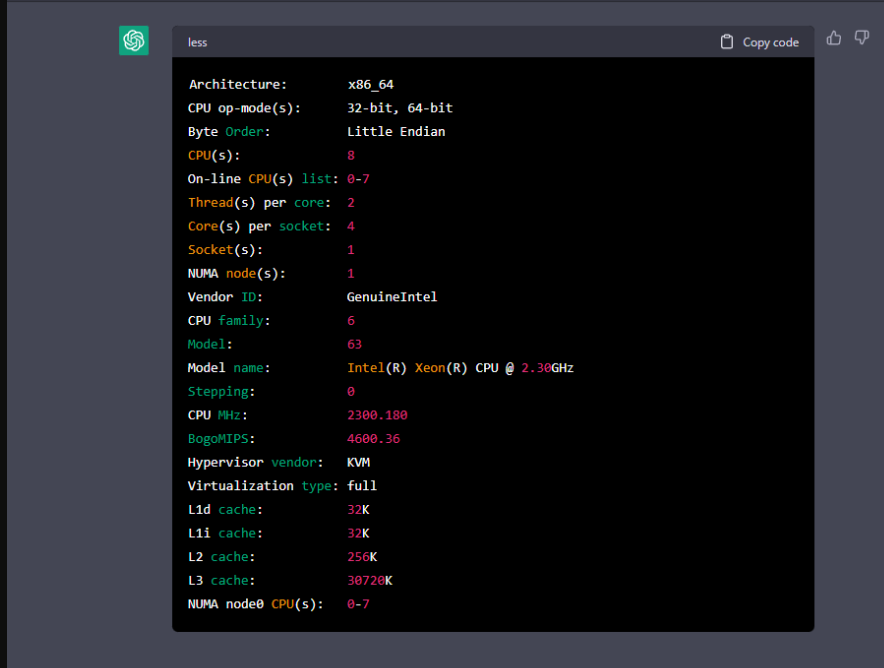 less
Copy code
Architecture: x86_64
CPU op-mode(s): 32-bit, 64-bit
Byte Order: Little Endian
CPU(s): 8
On-line CPU(s) list: 0-7
Thread(s) per core: 2
Core(s) per socket: 4
Socket(s): 1
NUMA node(s): 1
Vendor ID: GenuineIntel
CPU family: 6
Model: 63
Model name: Intel(R) Xeon(R) CPU @ 2.30GHz
Stepping: 0
CPU MHz: 2300.180
BogoMIPS: 4600.36
Hypervisor vendor: KVM
Virtualization type: full
L1d cache: 32K
L1i cache: 32K
L2 cache: 256K
L3 cache: 30720K
NUMA node0 CPU(s): 0-7